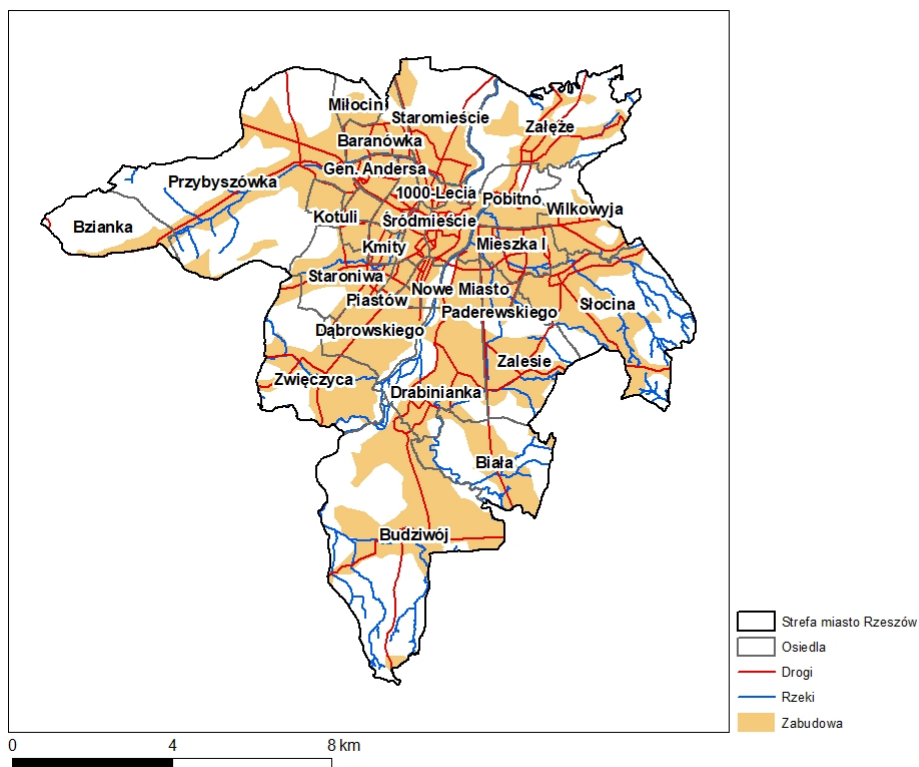 Miłocin
Staromieście
Załęże
Baranówka
Gen. Andersa
Przybyszówka
1000-Lecia
Pobitno
Wilkowyja
Kotuli
Śródmieście
Bzianka
Kmity
Mieszka I
Staroniwa
Nowe Miasto
Piastów
Paderewskiego
Słocina
Dąbrowskiego
Zalesie
Zwięczyca
Drabinianka
Biała
Budziwój
Strefa miasto Rzeszów
Osiedla
Drogi
Rzeki
Zabudowa
0 4 8 km